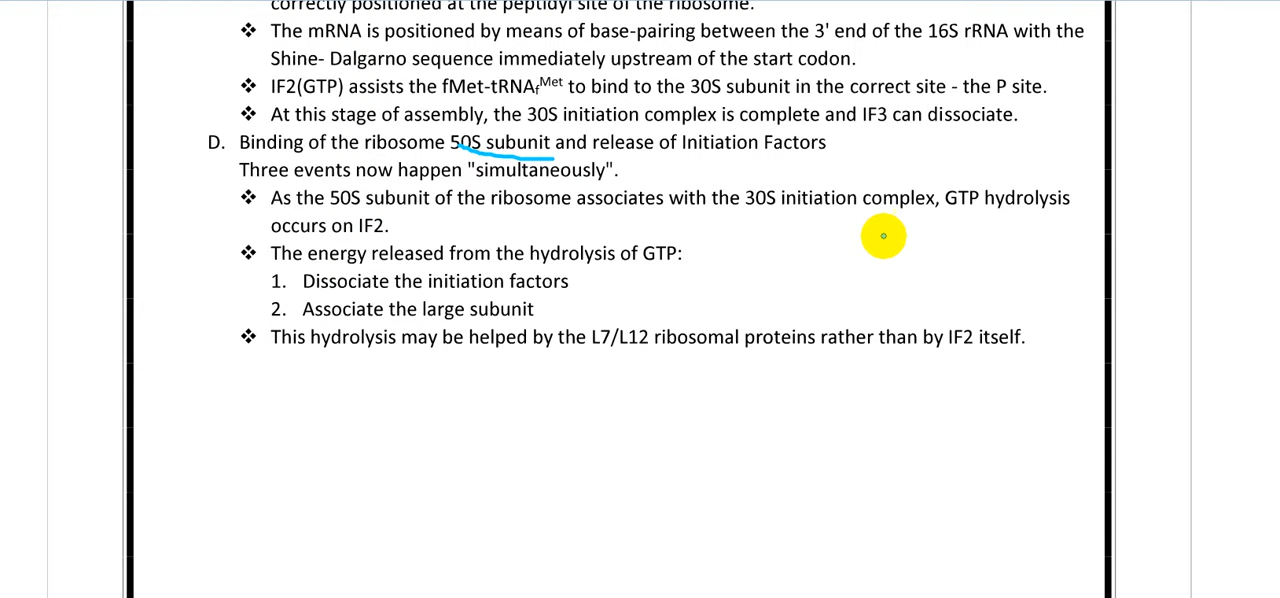 correctly positioned at the peptidyl site of the ribosome.
❖ The mRNA is positioned by means of base-pairing between the 3' end of the 16S rRNA with the
Shine- Dalgarno sequence immediately upstream of the start codon.
❖ IF2(GTP) assists the fMet-tRNAfMet to bind to the 30S subunit in the correct site - the P site.
❖ At this stage of assembly, the 30S initiation complex is complete and IF3 can dissociate.
D. Binding of the ribosome 50S subunit and release of Initiation Factors
Three events now happen "simultaneously".
❖ As the 50S subunit of the ribosome associates with the 30S initiation complex, GTP hydrolysis
occurs on IF2.
❖ The energy released from the hydrolysis of GTP:
1. Dissociate the initiation factors
2. Associate the large subunit
❖ This hydrolysis may be helped by the L7/L12 ribosomal proteins rather than by IF2 itself.